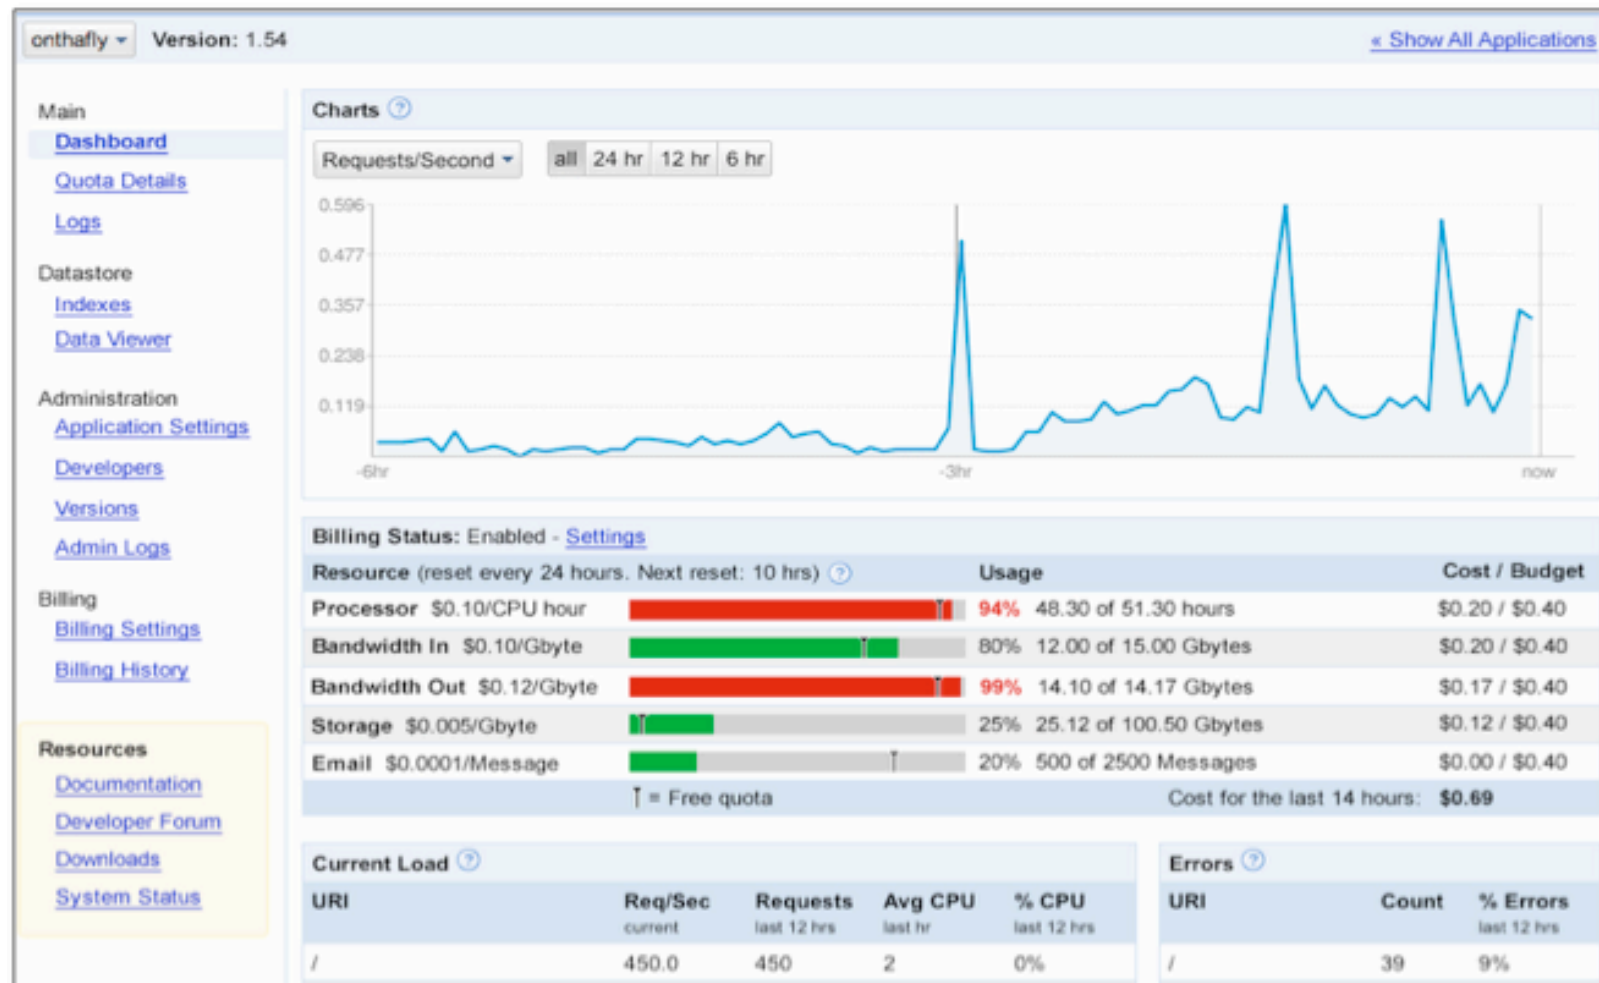 onthafly Version: 1.54 « Show All Applications
Main
Dashboard
Quota Details
Logs
Datastore
Indexes
Data Viewer
Administration
Application Settings
Developers
Versions
Admin Logs
Billing
Billing Settings
Billing History
Resources
Documentation
Developer Forum
Downloads
System Status
Charts ?
Requests/Second all 24 hr 12 hr 6 hr
0.596
0.477
0.357
0.238
0.119
-6hr -3hr now
Billing Status: Enabled - Settings
Resource (reset every 24 hours. Next reset: 10 hrs) ? Usage Cost / Budget
Processor $0.10/CPU hour 94% 48.30 of 51.30 hours $0.20 / $0.40
Bandwidth In $0.10/Gbyte 80% 12.00 of 15.00 Gbytes $0.20 / $0.40
Bandwidth Out $0.12/Gbyte 99% 14.10 of 14.17 Gbytes $0.17 / $0.40
Storage $0.005/Gbyte 25% 25.12 of 100.50 Gbytes $0.12 / $0.40
Email $0.0001/Message 20% 500 of 2500 Messages $0.00 / $0.40
= Free quota Cost for the last 14 hours: $0.69
Current Load ?
URI Req/Sec Requests Avg CPU % CPU
current last 12 hrs last hr last 12 hrs
/ 450.0 450 2 0%
Errors ?
URI Count % Errors
last 12 hrs
/ 39 9%